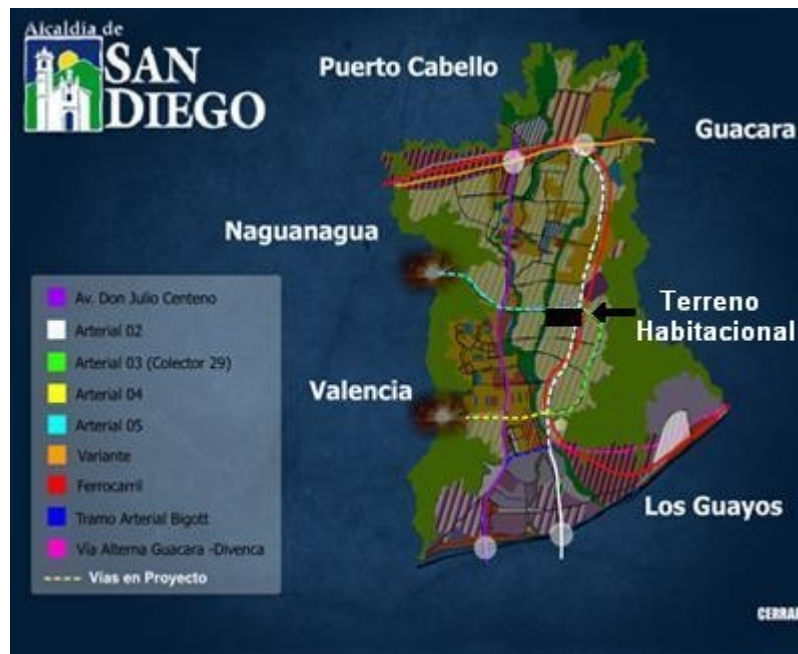 Alcaldía de
SAN
DIEGO
Puerto Cabello
Guacara
Naguanagua
Terreno
Habitacional
Valencia
Los Guayos
Av. Don Julio Centeno
Arterial 02
Arterial 03 (Colector 29)
Arterial 04
Arterial 05
Variante
Ferrocarril
Tramo Arterial Bigott
Vía Alterna Guacara -Divenca
Vías en Proyecto